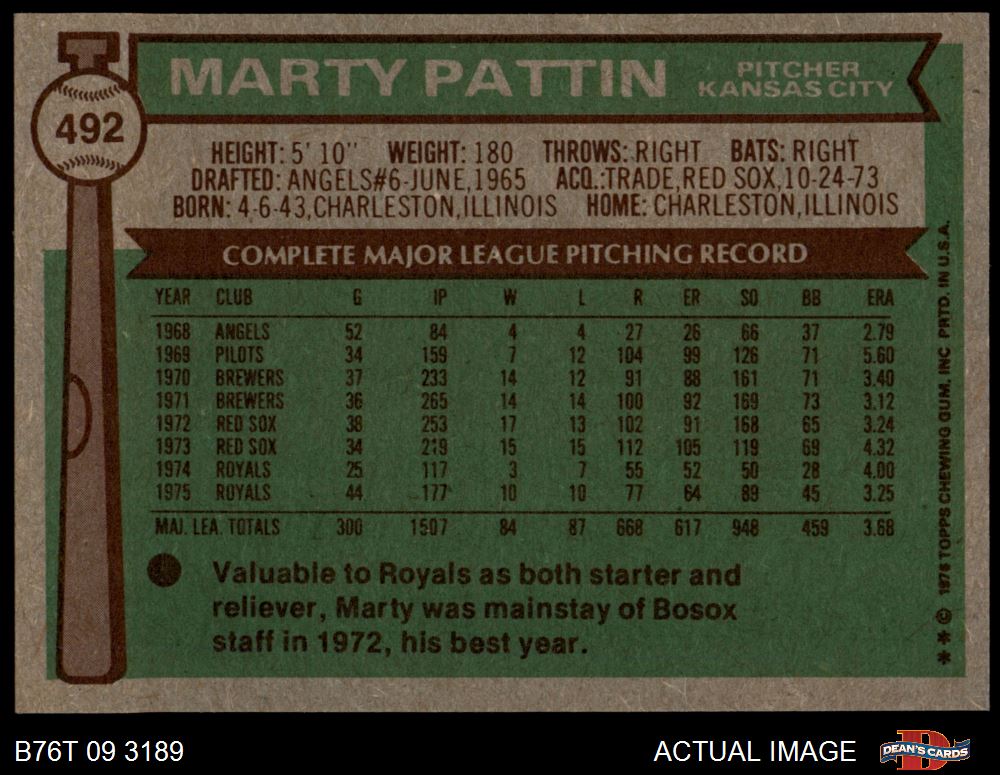 492
MARTY PATTIN
PITCHER
KANSAS CITY
HEIGHT: 5' 10" WEIGHT: 180 THROWS: RIGHT BATS: RIGHT
DRAFTED: ANGELS#6-JUNE,1965 ACQ.:TRADE,RED SOX,10-24-73
BORN: 4-6-43,CHARLESTON,ILLINOIS HOME: CHARLESTON,ILLINOIS
COMPLETE MAJOR LEAGUE PITCHING RECORD
YEAR CLUB G IP W L R ER SO BB ERA
1968 ANGELS 52 84 4 4 27 26 66 37 2.79
1969 PILOTS 34 159 7 12 104 99 126 71 5.60
1970 BREWERS 37 233 14 12 91 88 161 71 3.40
1971 BREWERS 36 265 14 14 100 92 169 73 3.12
1972 RED SOX 38 253 17 13 102 91 168 65 3.24
1973 RED SOX 34 219 15 15 112 105 119 69 4.32
1974 ROYALS 25 117 3 7 55 52 50 28 4.00
1975 ROYALS 44 177 10 10 77 64 89 45 3.25
MAJ. LEA. TOTALS 300 1507 84 87 668 617 948 459 3.68
Valuable to Royals as both starter and
reliever, Marty was mainstay of Bosox
staff in 1972, his best year.
* * © 1976 TOPPS CHEWING GUM, INC PRTD. IN U.S.A.
B76T 09 3189
ACTUAL IMAGE
D
DEAN'S CARDS